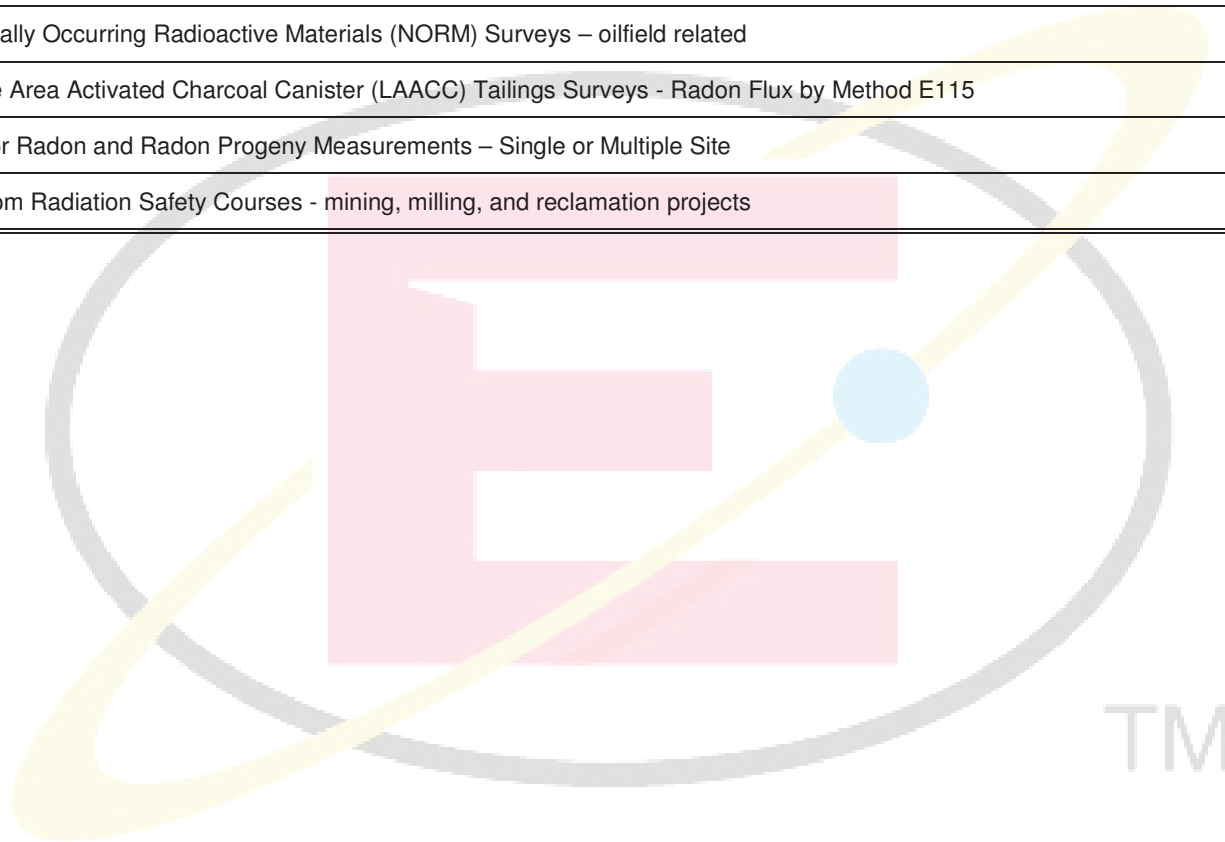 ally Occurring Radioactive Materials (NORM) Surveys – oilfield related
Area Activated Charcoal Canister (LAACC) Tailings Surveys - Radon Flux by Method E115
r Radon and Radon Progeny Measurements – Single or Multiple Site
om Radiation Safety Courses - mining, milling, and reclamation projects
E
TM